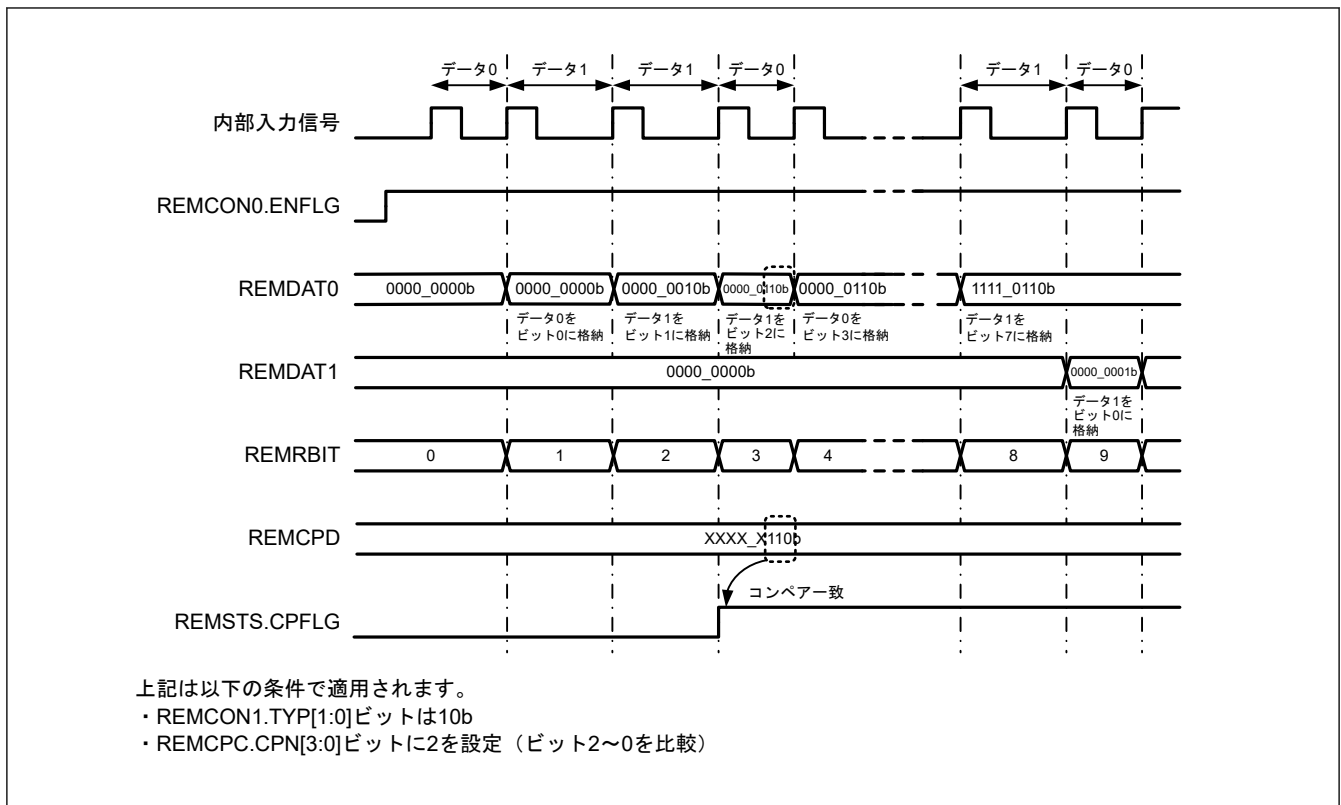 データ0 データ1 データ1 データ0 データ1 データ0
内部入力信号
REMCON0.ENFLG
REMDAT0 0000_0000b 0000_0000b 0000_0010b 0000_0110b 0000_0110b 1111_0110b
データ0を データ1を データ1を データ0を データ1を
ビット0に格納 ビット1に格納 ビット2に ビット3に格納 ビット7に格納
格納
REMDAT1 0000_0000b 0000_0001b
データ1を
ビット0に
格納
REMRBIT 0 1 2 3 4 8 9
REMCPD XXXX_X110b
コンペアー致
REMSTS.CPFLG
上記は以下の条件で適用されます。
・REMCON1.TYP[1:0]ビットは10b
・REMCPC.CPN[3:0]ビットに2を設定（ビット2～0を比較）